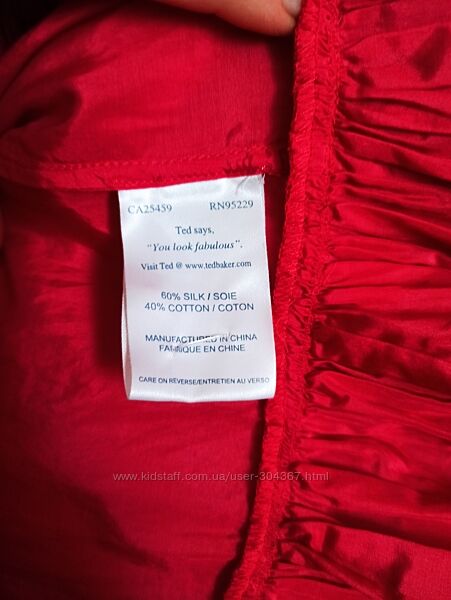 CA25459 RN95229
Ted says,
"You look fabulous".
Visit Ted @ www.tedbaker.com
60% SILK / SOIE
40% COTTON / COTON
MANUFACTURED IN CHINA
FABRIQUE EN CHINE
CARE ON REVERSE/ENTRETIEN AU VERSO
www.kidstaff.com.ua/user-304367.html